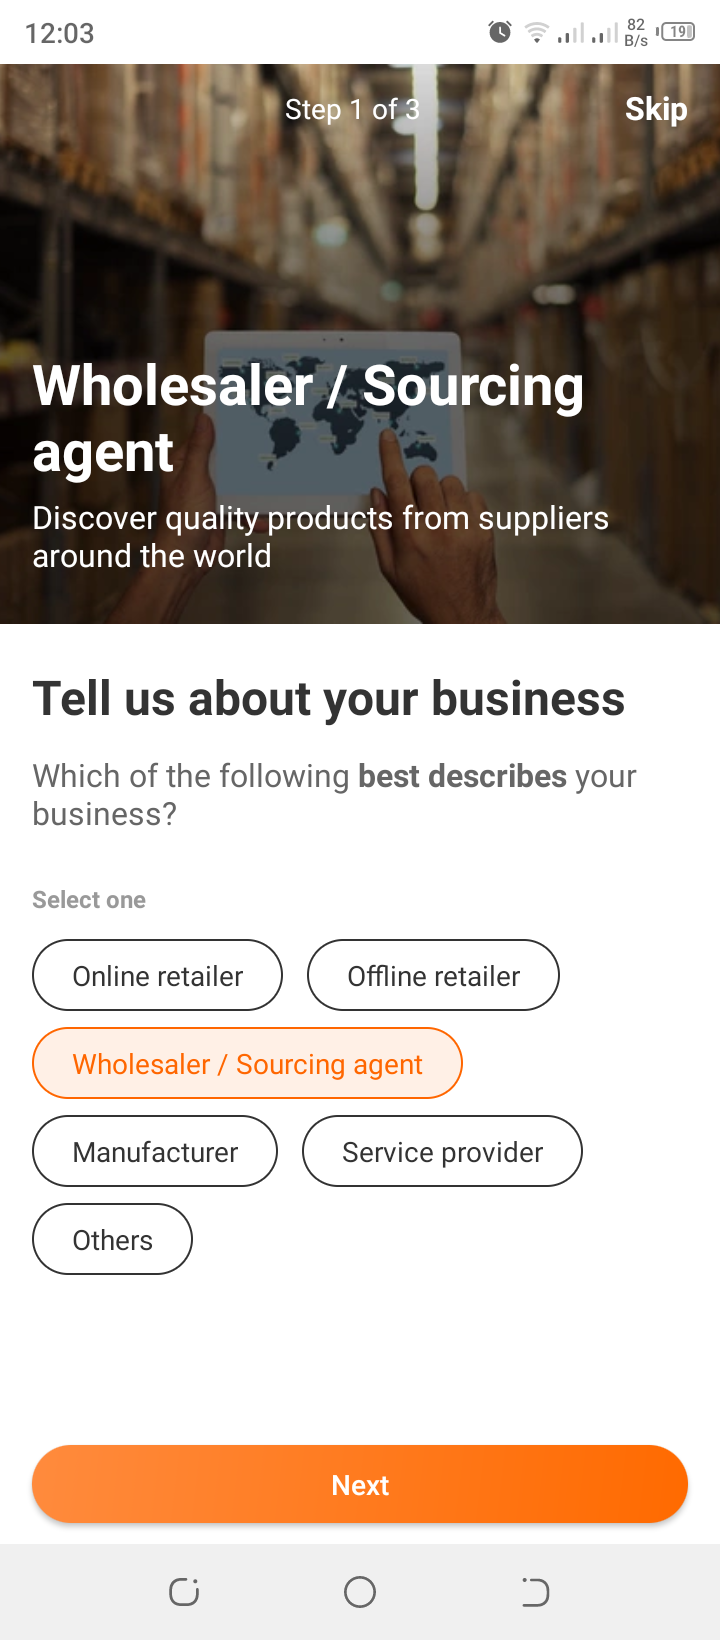 12:03
82
B/s
19
Step 1 of 3
Skip
Wholesaler / Sourcing
agent
Discover quality products from suppliers
around the world
Tell us about your business
Which of the following best describes your
business?
Select one
Online retailer
Offline retailer
Wholesaler / Sourcing agent
Manufacturer
Service provider
Others
Next